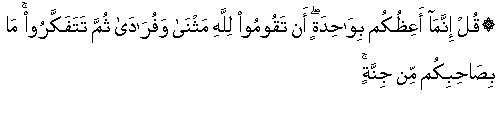 ۞ قُلْ إِنَّمَآ أَعِظُكُم بِوَٰحِدَةٍۖ أَن تَقُومُوا۟ لِلَّهِ مَثْنَىٰ وَفُرَٰدَىٰ ثُمَّ تَتَفَكَّرُوا۟ۚ مَا
بِصَاحِبِكُم مِّن جِنَّةٍۚ